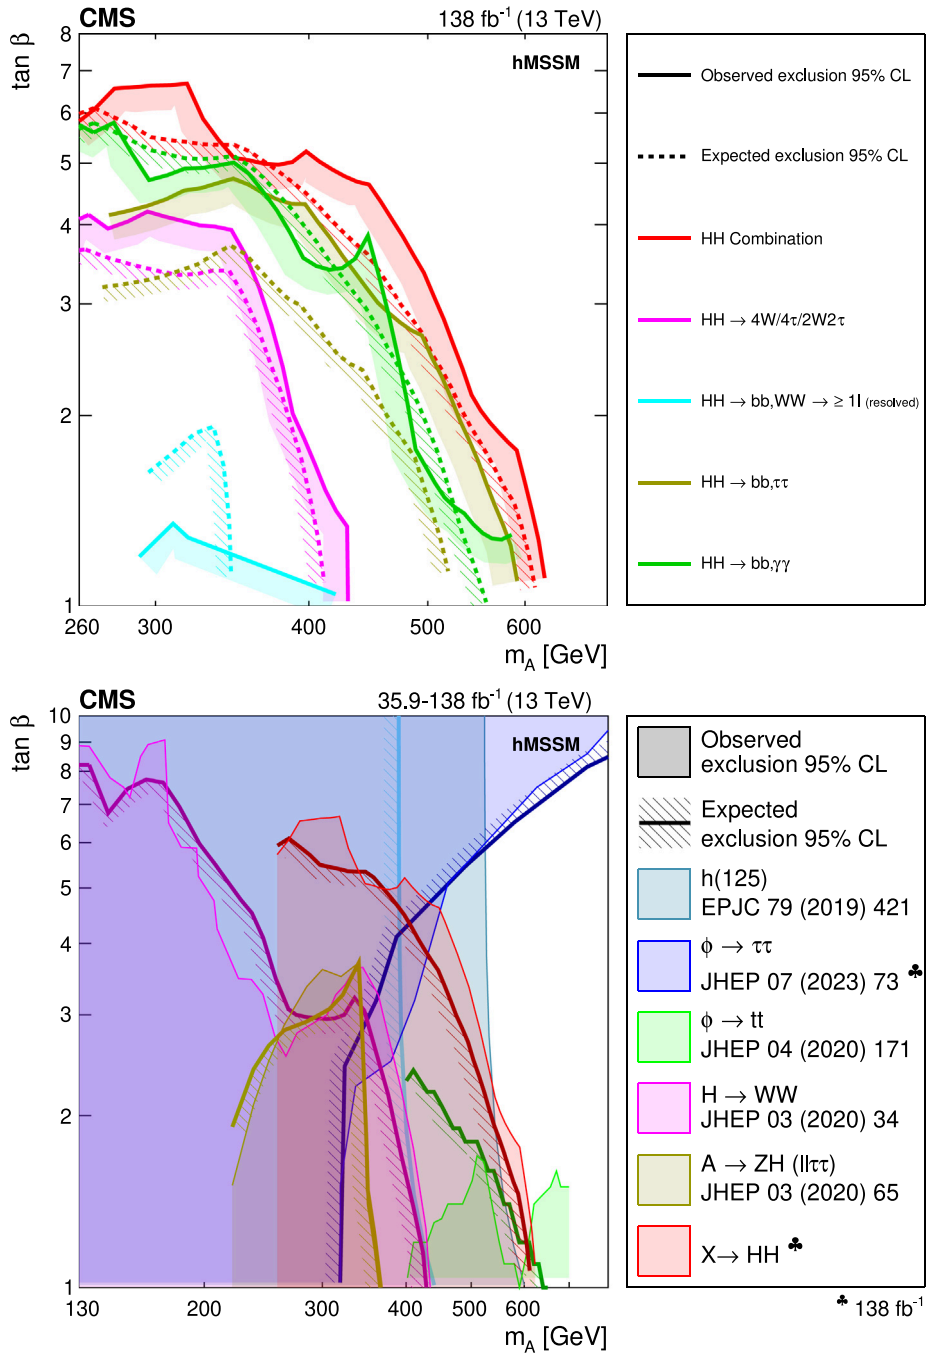 CMS 138 fb⁻¹ (13 TeV)
tan β
hMSSM
8
7
6
5
4
3
2
1
260 300 400 500 600
m_A [GeV]
Observed exclusion 95% CL
Expected exclusion 95% CL
HH Combination
HH → 4W/4τ/2W2τ
HH → bb,WW → ≥ 1l (resolved)
HH → bb,ττ
HH → bb,γγ
CMS 35.9-138 fb⁻¹ (13 TeV)
tan β
hMSSM
10
9
8
7
6
5
4
3
2
1
130 200 300 400 500 600
m_A [GeV]
Observed
exclusion 95% CL
Expected
exclusion 95% CL
h(125)
EPJC 79 (2019) 421
ϕ → ττ
JHEP 07 (2023) 73 ♣
ϕ → tt
JHEP 04 (2020) 171
H → WW
JHEP 03 (2020) 34
A → ZH (llττ)
JHEP 03 (2020) 65
X→ HH ♣
♣ 138 fb⁻¹